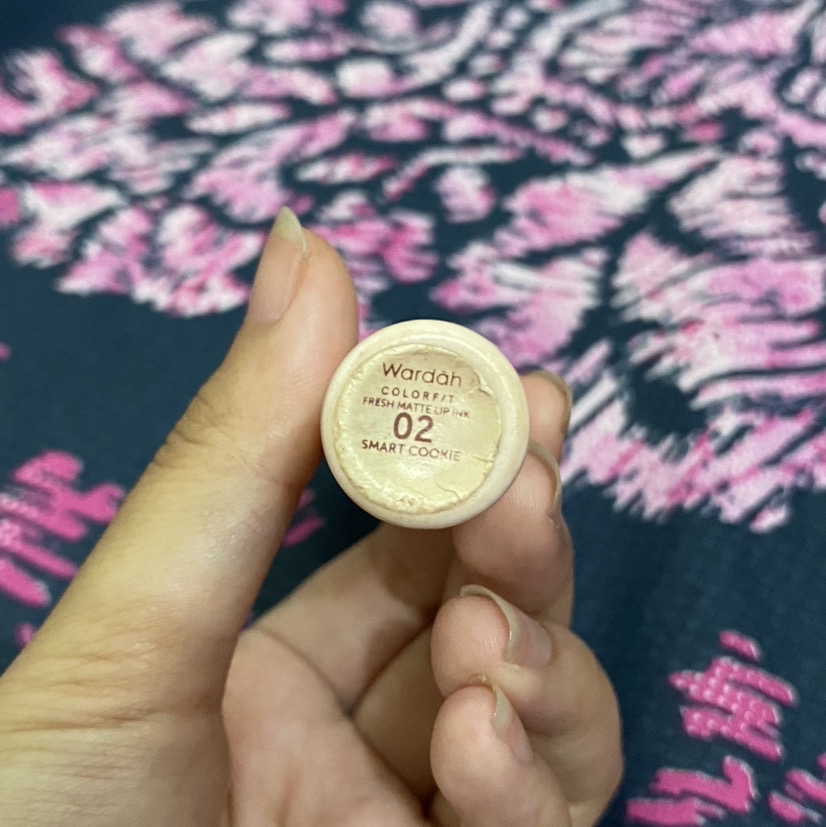 Wardah
COLORFIT
FRESH MATTE LIP INK
02
SMART COOKIE